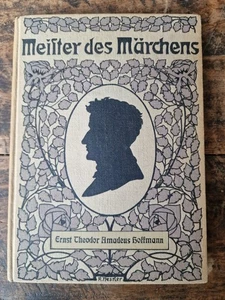 Meiſter des Märchens
Ernst Theodor Amadeus Hoffmann